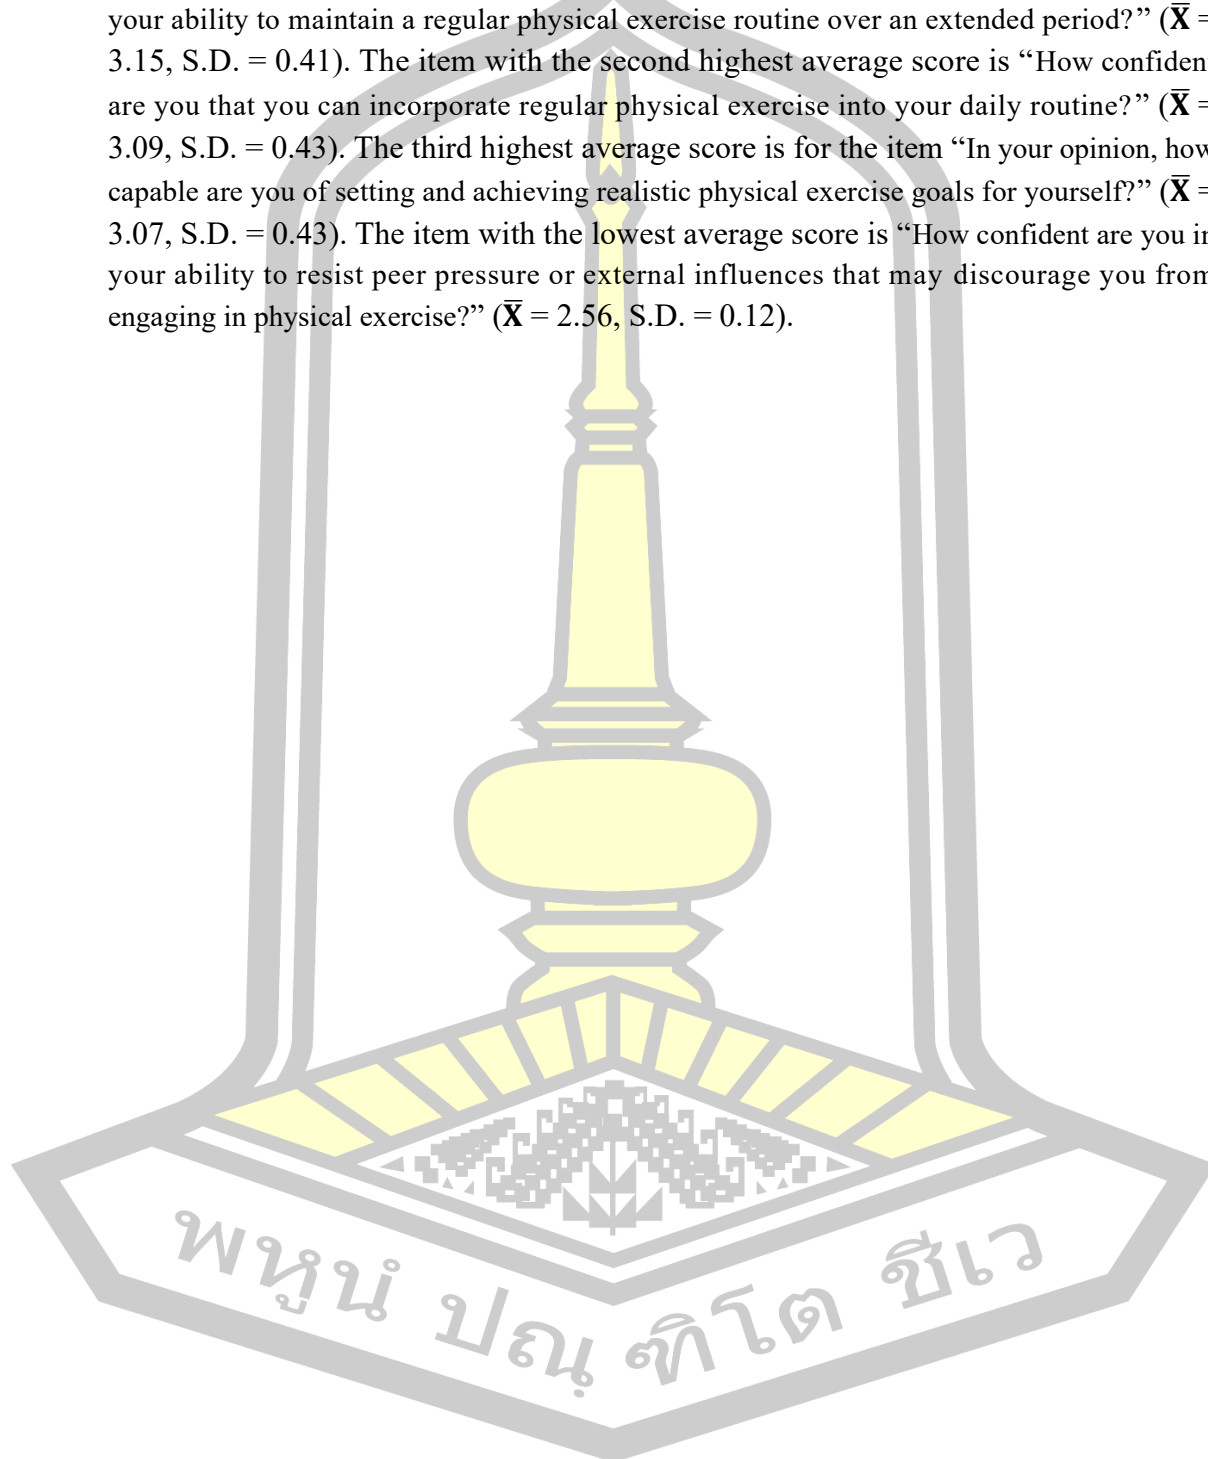 your ability to maintain a regular physical exercise routine over an extended period?” (X̅ =
3.15, S.D. = 0.41). The item with the second highest average score is “How confident
are you that you can incorporate regular physical exercise into your daily routine?” (X̅ =
3.09, S.D. = 0.43). The third highest average score is for the item “In your opinion, how
capable are you of setting and achieving realistic physical exercise goals for yourself?” (X̅ =
3.07, S.D. = 0.43). The item with the lowest average score is “How confident are you in
your ability to resist peer pressure or external influences that may discourage you from
engaging in physical exercise?” (X̅ = 2.56, S.D. = 0.12).
พหูนํ ปณฺฑิโต ชีเว